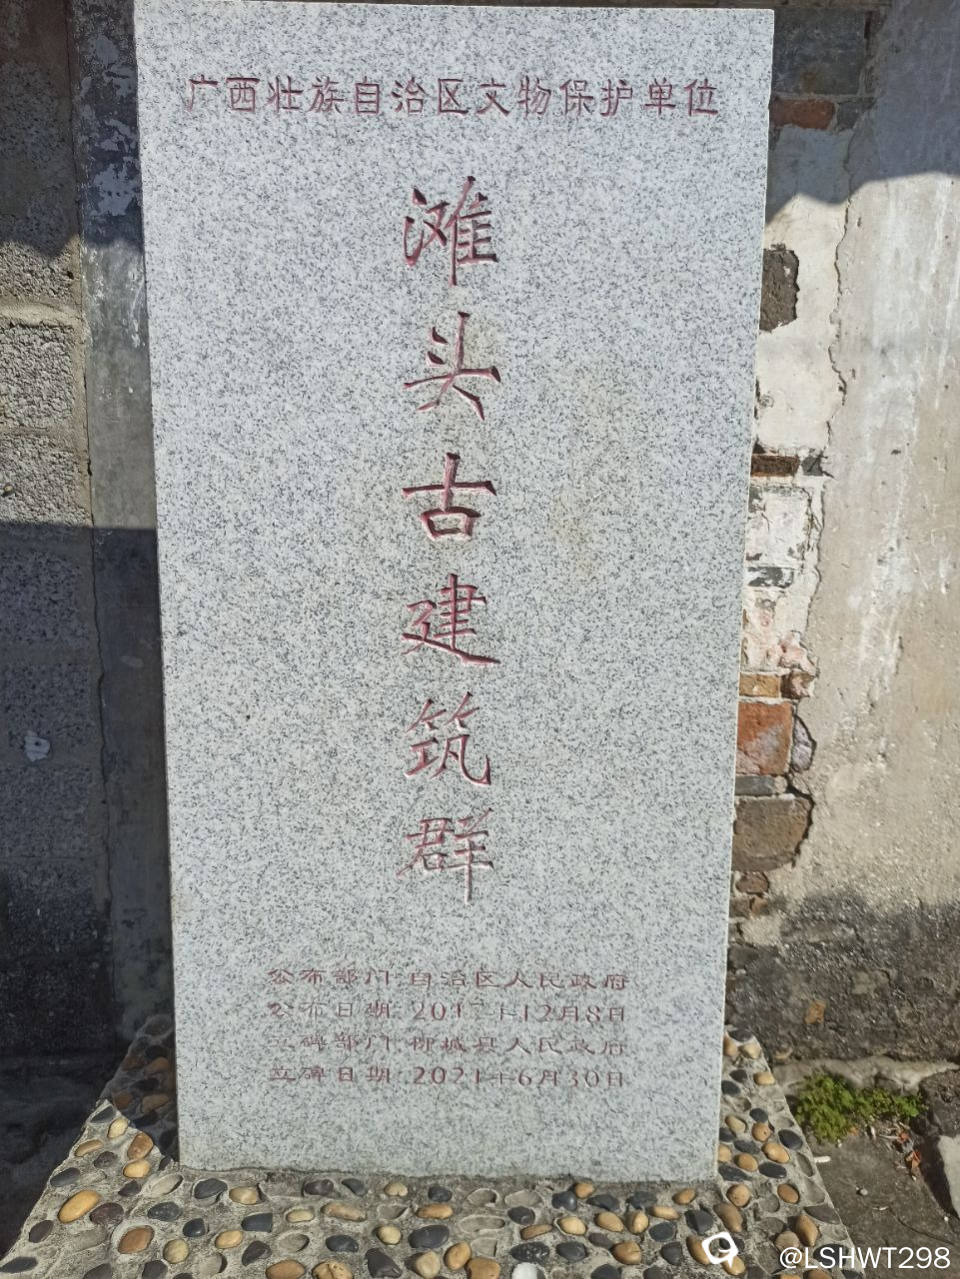 广西壮族自治区文物保护单位
滩头古建筑群
公布部门 自治区人民政府
公布日期 2017年12月8日
立碑部门 柳城县人民政府
立碑日期 2021年6月30日
@LSHWT298